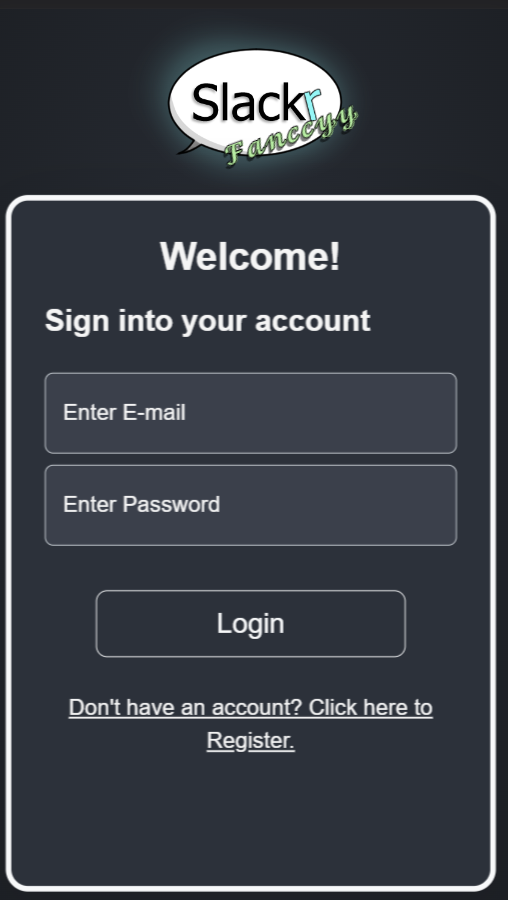 Slackr
Fanccyy
Welcome!
Sign into your account
Enter E-mail
Enter Password
Login
Don't have an account? Click here to
Register.